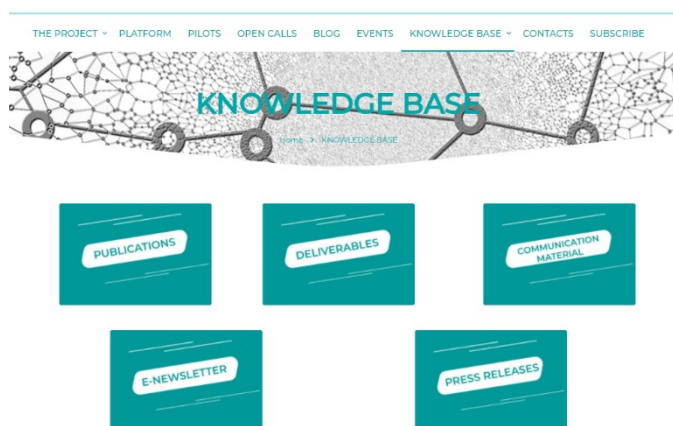 THE PROJECT PLATFORM PILOTS OPEN CALLS BLOG EVENTS KNOWLEDGE BASE CONTACTS SUBSCRIBE
KNOWLEDGE BASE
Home > KNOWLEDGE BASE
PUBLICATIONS
DELIVERABLES
COMMUNICATION
MATERIAL
E-NEWSLETTER
PRESS RELEASES